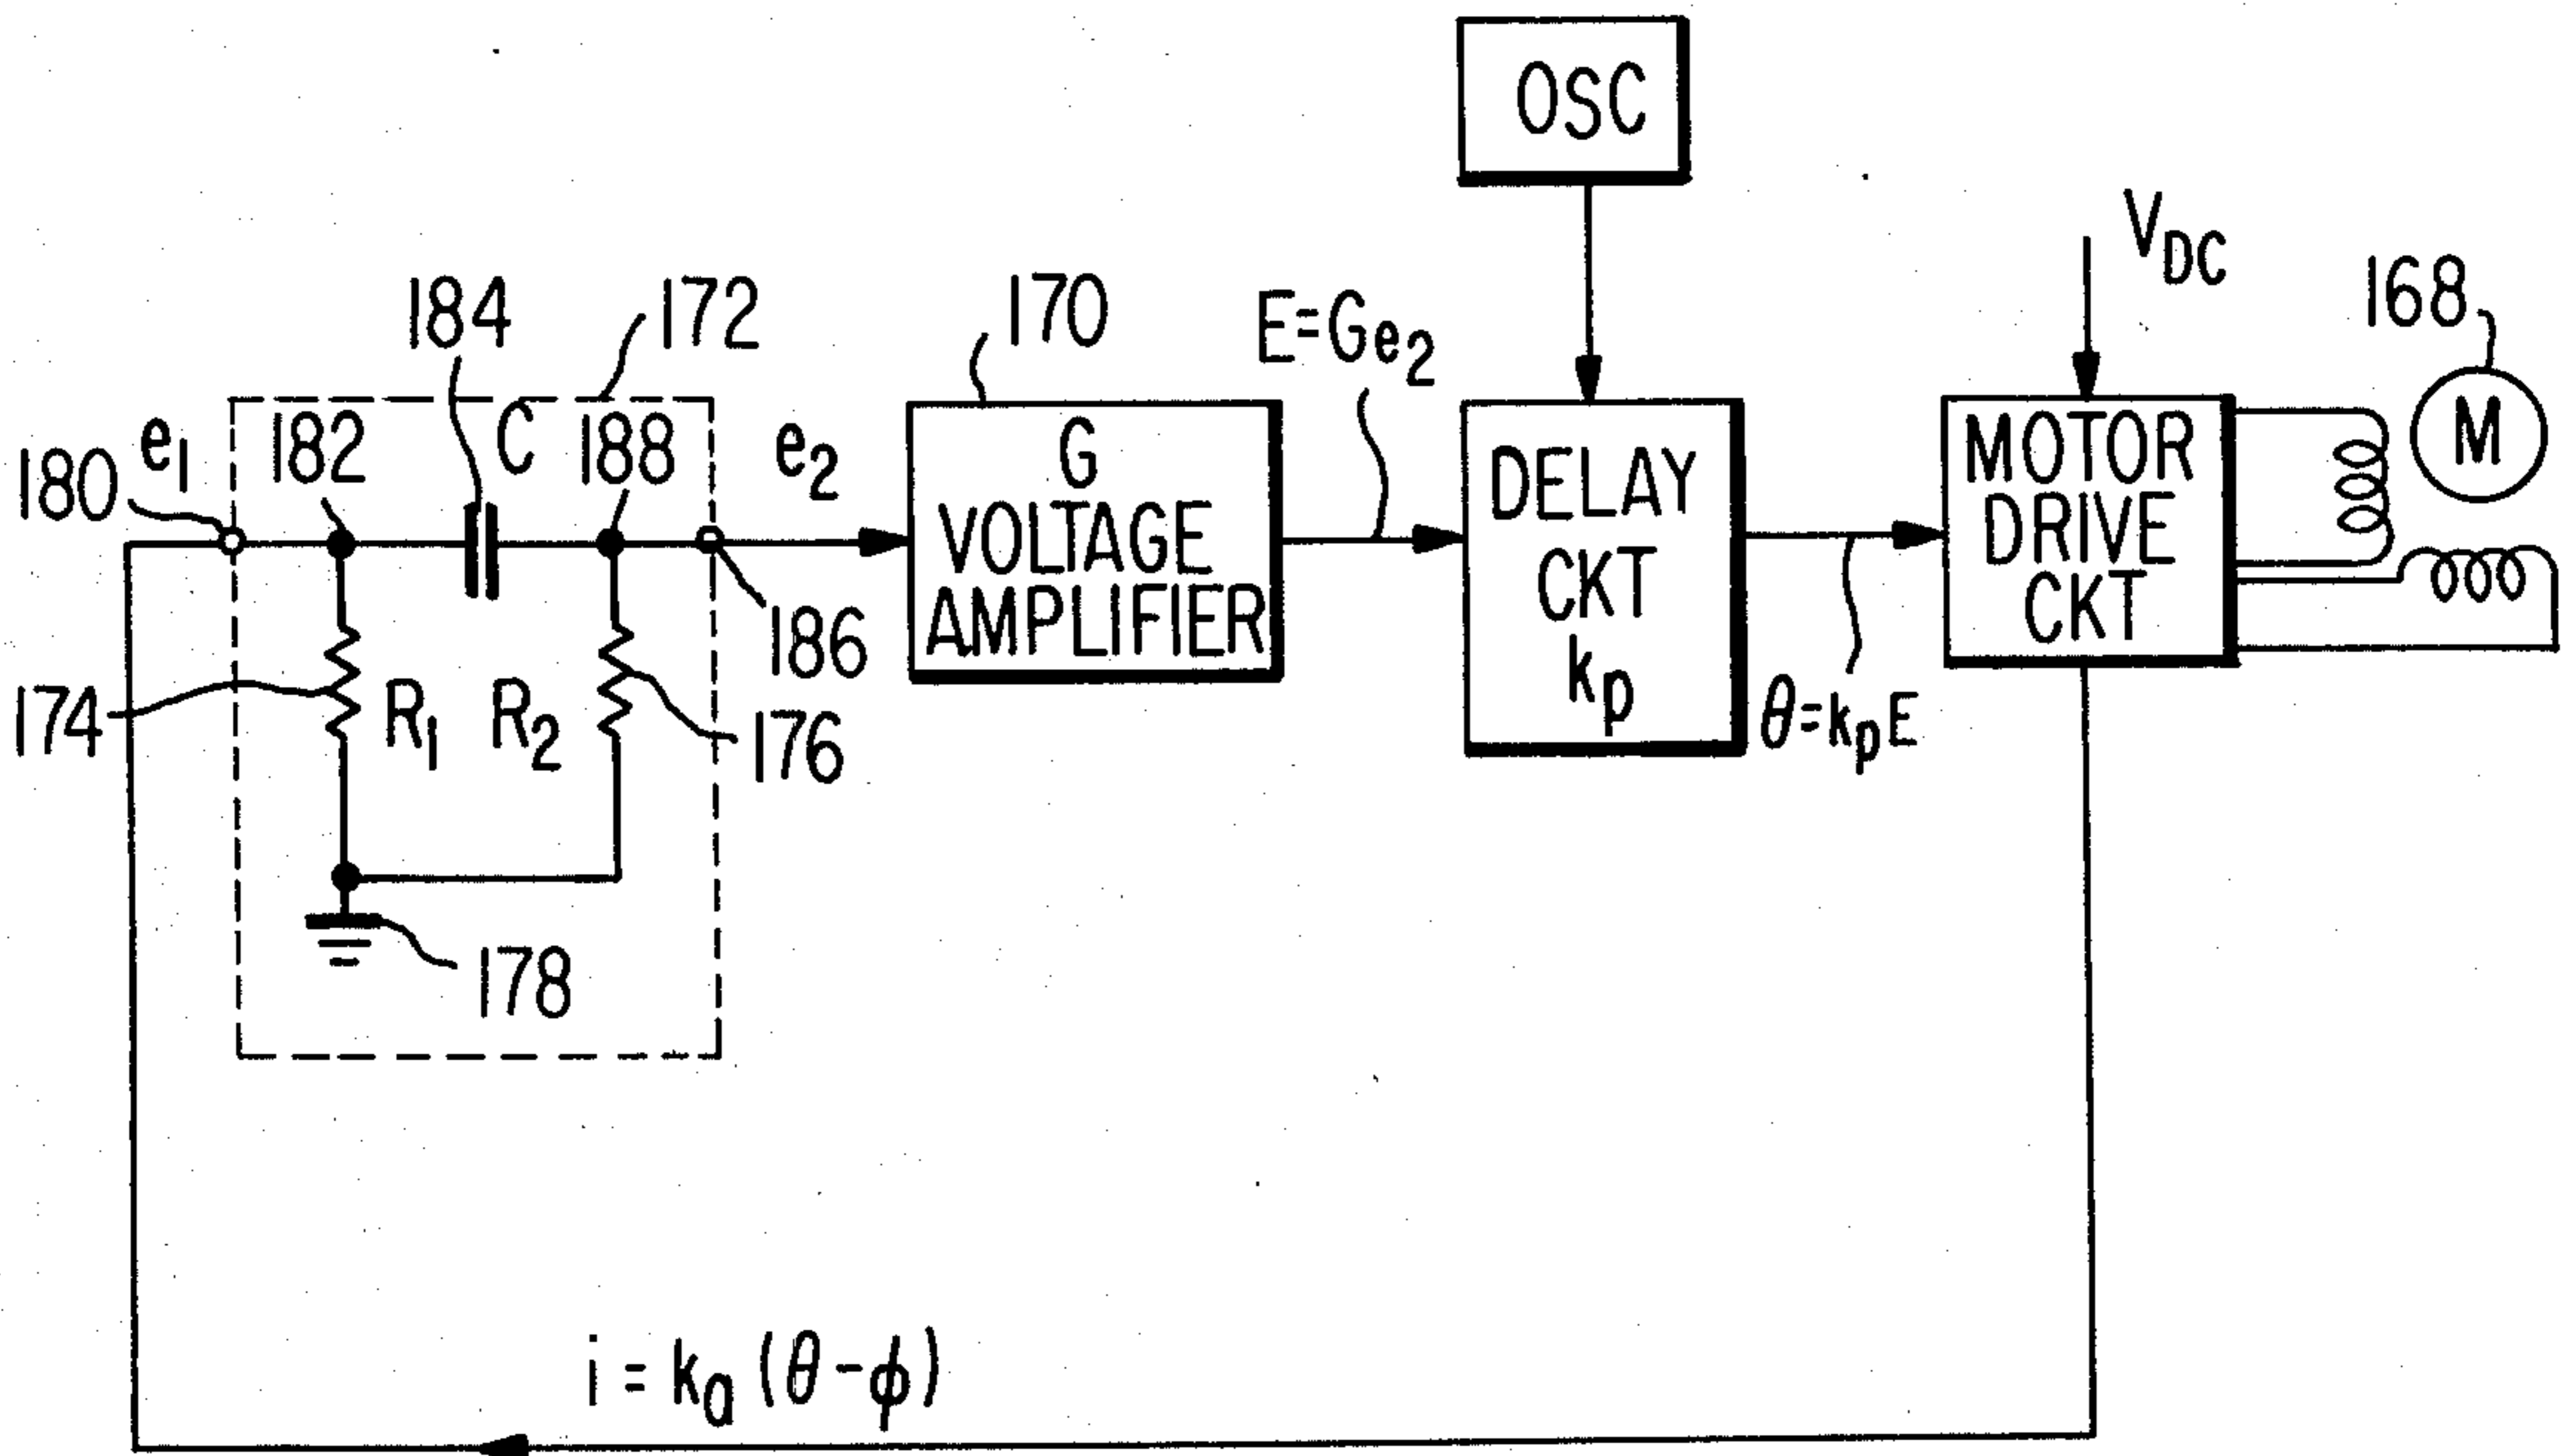 OSC
V_DC
168
M
184
172
170
E=Ge₂
180
e₁
182
C
188
e₂
186
G
VOLTAGE
AMPLIFIER
DELAY
CKT
kₚ
MOTOR
DRIVE
CKT
174
R₁
R₂
176
θ=kₚE
178
i = kₐ (θ-ϕ)